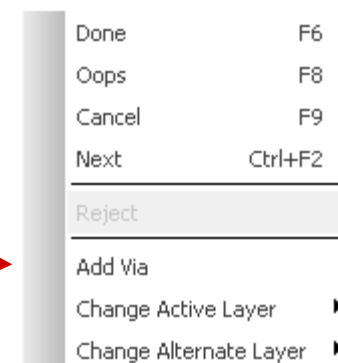 Done F6
Oops F8
Cancel F9
Next Ctrl+F2
Reject
Add Via
Change Active Layer
Change Alternate Layer